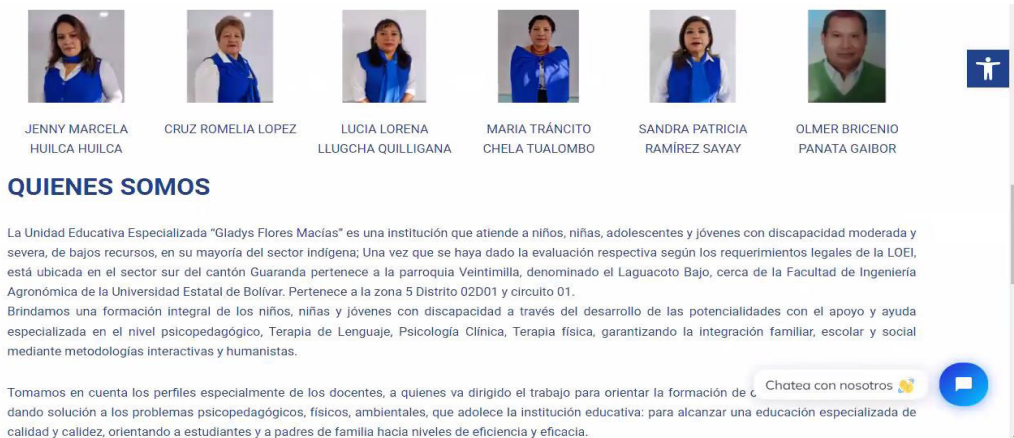 JENNY MARCELA HUILCA HUILCA
CRUZ ROMELIA LOPEZ
LUCIA LORENA LLUGCHA QUILLIGANA
MARIA TRÁNCITO CHELA TUALOMBO
SANDRA PATRICIA RAMÍREZ SAYAY
OLMER BRICENIO PANATA GAIBOR
QUIENES SOMOS
La Unidad Educativa Especializada “Gladys Flores Macías” es una institución que atiende a niños, niñas, adolescentes y jóvenes con discapacidad moderada y
severa, de bajos recursos, en su mayoría del sector indígena; Una vez que se haya dado la evaluación respectiva según los requerimientos legales de la LOEI,
está ubicada en el sector sur del cantón Guaranda pertenece a la parroquia Veintimilla, denominado el Laguacoto Bajo, cerca de la Facultad de Ingeniería
Agronómica de la Universidad Estatal de Bolívar. Pertenece a la zona 5 Distrito 02D01 y circuito 01.
Brindamos una formación integral de los niños, niñas y jóvenes con discapacidad a través del desarrollo de las potencialidades con el apoyo y ayuda
especializada en el nivel psicopedagógico, Terapia de Lenguaje, Psicología Clínica, Terapia física, garantizando la integración familiar, escolar y social
mediante metodologías interactivas y humanistas.
Tomamos en cuenta los perfiles especialmente de los docentes, a quienes va dirigido el trabajo para orientar la formación de
Chatea con nosotros 👋
dando solución a los problemas psicopedagógicos, físicos, ambientales, que adolece la institución educativa: para alcanzar una educación especializada de
calidad y calidez, orientando a estudiantes y a padres de familia hacia niveles de eficiencia y eficacia.